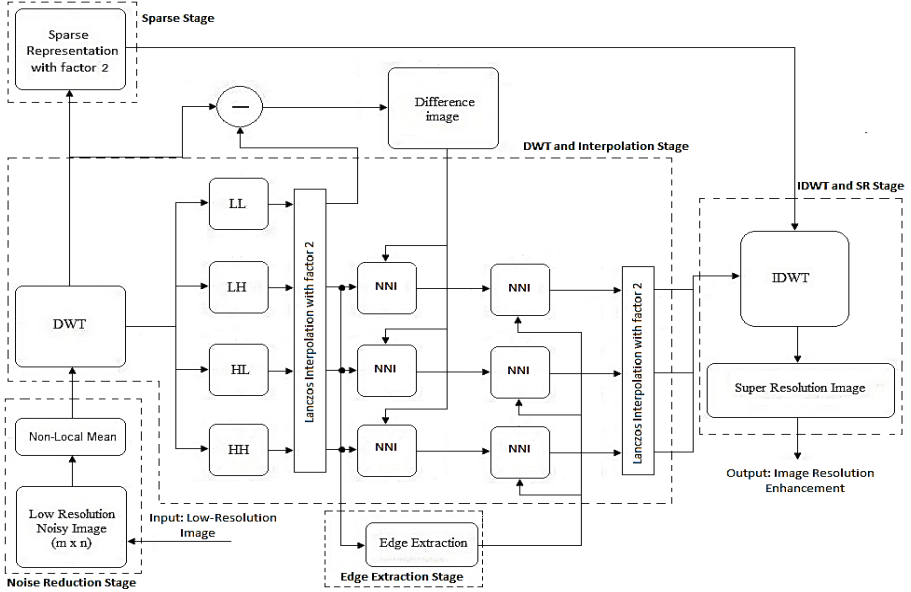 Sparse Stage
Sparse
Representation
with factor 2
Difference
image
DWT and Interpolation Stage
IDWT and SR Stage
LL
LH
HL
HH
Lanczos Interpolation with factor 2
NNI
NNI
NNI
NNI
NNI
NNI
Lanczos Interpolation with factor 2
IDWT
DWT
Super Resolution Image
Non-Local Mean
Output: Image Resolution
Enhancement
Low Resolution
Noisy Image
(m x n)
Input: Low-Resolution
Image
Edge Extraction
Noise Reduction Stage
Edge Extraction Stage